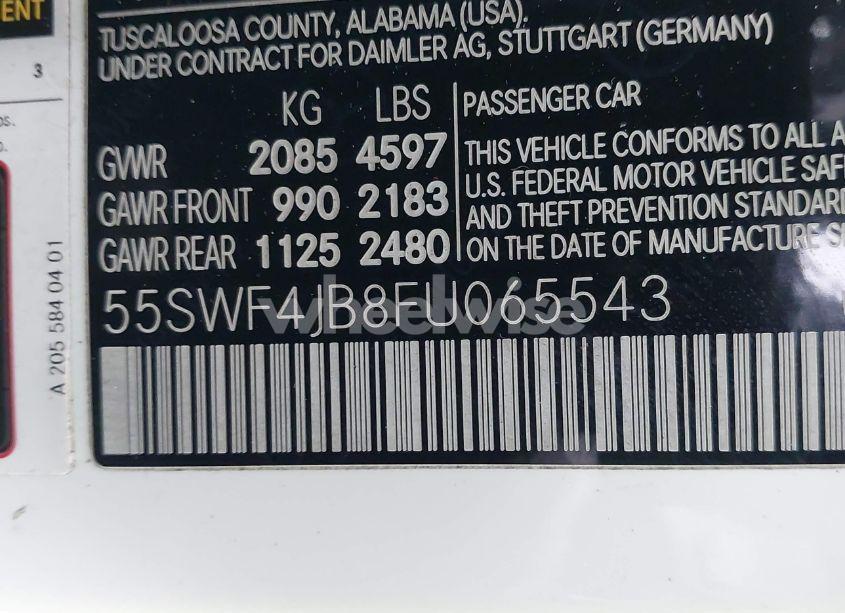 ENT
TUSCALOOSA COUNTY, ALABAMA (USA).
UNDER CONTRACT FOR DAIMLER AG, STUTTGART (GERMANY)
3
KG LBS PASSENGER CAR
GVWR 2085 4597 THIS VEHICLE CONFORMS TO ALL A
U.S. FEDERAL MOTOR VEHICLE SAF
GAWR FRONT 990 2183 AND THEFT PREVENTION STANDARD
GAWR REAR 1125 2480 ON THE DATE OF MANUFACTURE S
55SWF4JB8FU065543
wheelwise
A 205 584 04 01